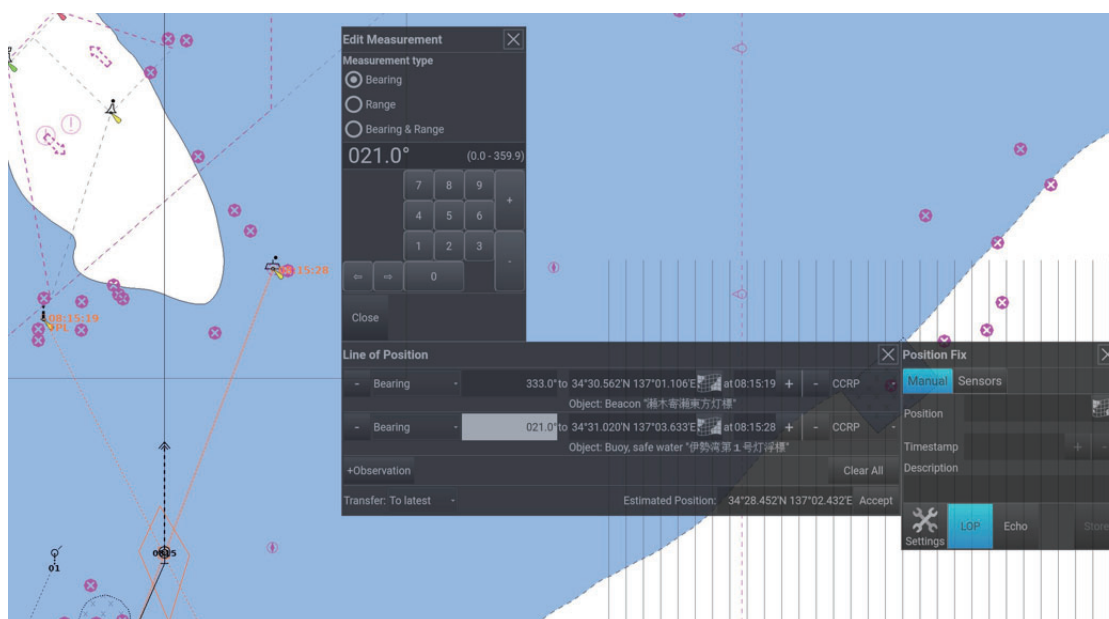 Edit Measurement
Measurement type
Bearing
Range
Bearing & Range
021.0° (0.0 - 359.9)
7 8 9 +
4 5 6
1 2 3 -
0
Close
15:28
08:15:19
PL
Line of Position
- Bearing - 333.0° to 34°30.562'N 137°01.106'E at 08:15:19 + - CCRP -
Object: Beacon "瀬木寄瀬東方灯標"
- Bearing - 021.0° to 34°31.020'N 137°03.633'E at 08:15:28 + - CCRP -
Object: Buoy, safe water "伊勢湾第1号灯浮標"
+Observation Clear All
Transfer: To latest - Estimated Position: 34°28.452'N 137°02.432'E Accept
Position Fix
Manual Sensors
Position
Timestamp + -
Description
Settings LOP Echo Store
0815
01